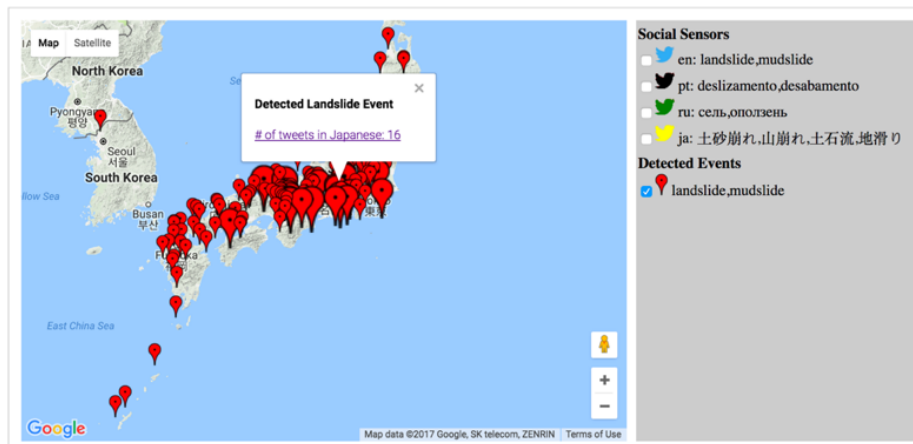 Map Satellite
North Korea
Pyongyan
평양
Seoul
서울
South Korea
llow Sea
Busan
부산
East China Sea
Detected Landslide Event
# of tweets in Japanese: 16
Google
Map data ©2017 Google, SK telecom, ZENRIN Terms of Use
Social Sensors
en: landslide,mudslide
pt: deslizamento,desabamento
ru: сель,оползень
ja: 土砂崩れ,山崩れ,土石流,地滑り
Detected Events
landslide,mudslide